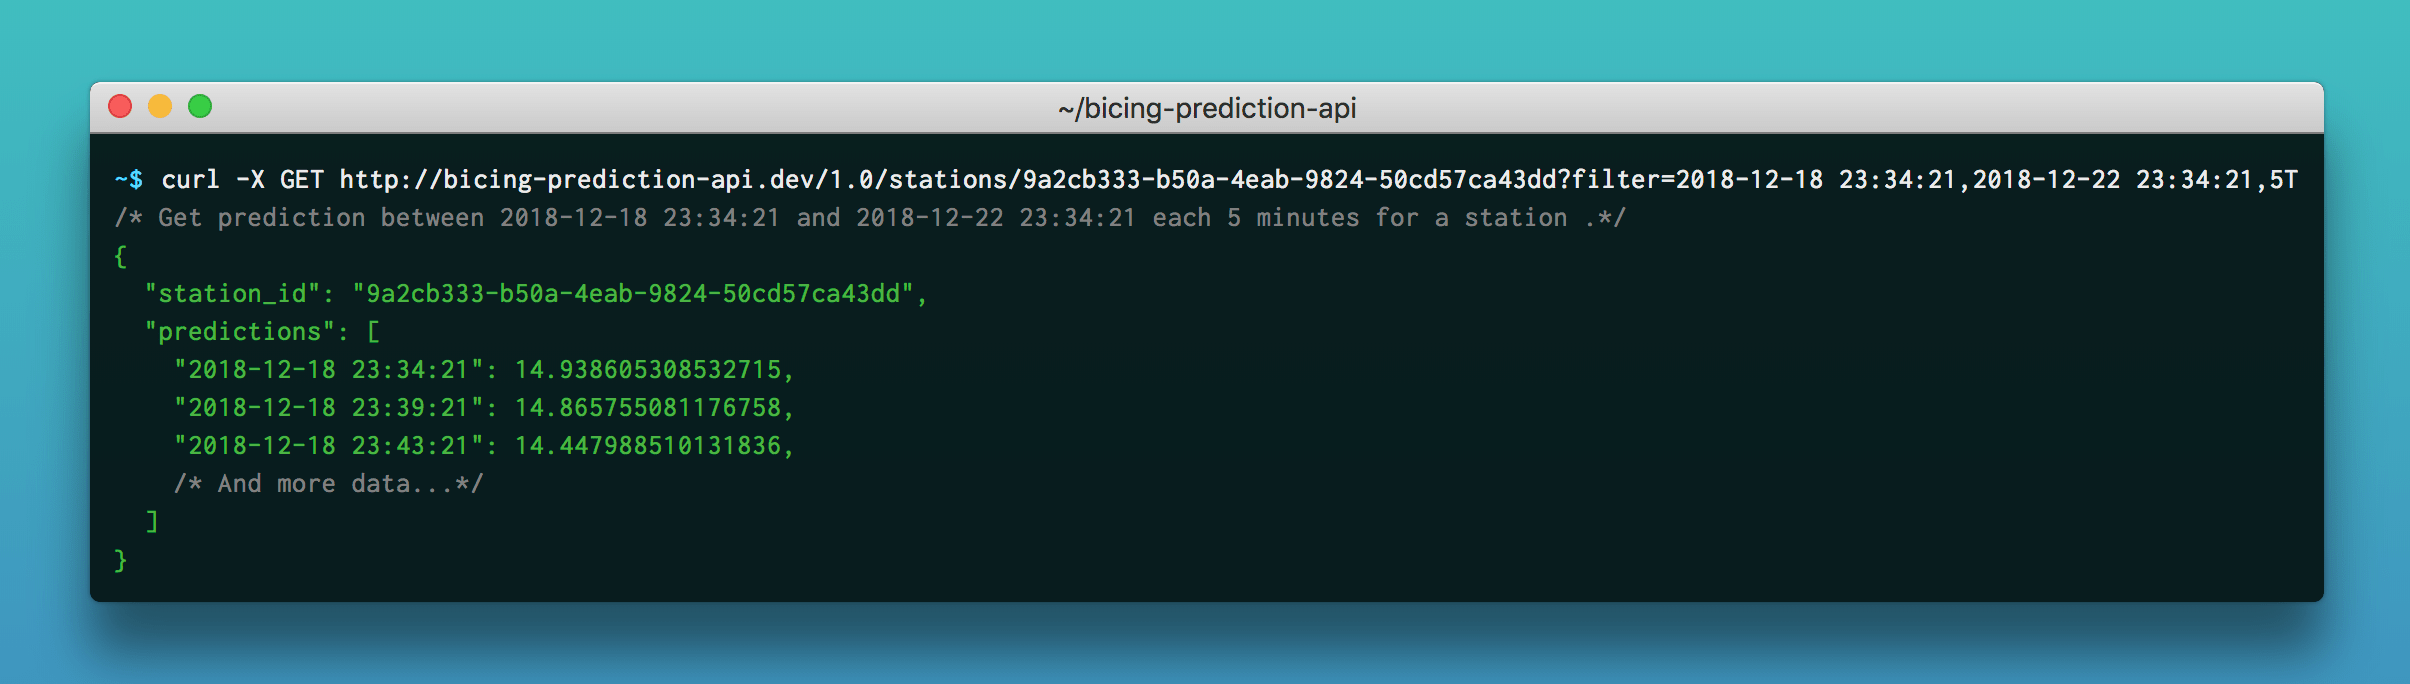 ~/bicing-prediction-api
~$ curl -X GET http://bicing-prediction-api.dev/1.0/stations/9a2cb333-b50a-4eab-9824-50cd57ca43dd?filter=2018-12-18 23:34:21,2018-12-22 23:34:21,5T
/* Get prediction between 2018-12-18 23:34:21 and 2018-12-22 23:34:21 each 5 minutes for a station .*/
{
  "station_id": "9a2cb333-b50a-4eab-9824-50cd57ca43dd",
  "predictions": [
    "2018-12-18 23:34:21": 14.938605308532715,
    "2018-12-18 23:39:21": 14.865755081176758,
    "2018-12-18 23:43:21": 14.447988510131836,
    /* And more data...*/
  ]
}